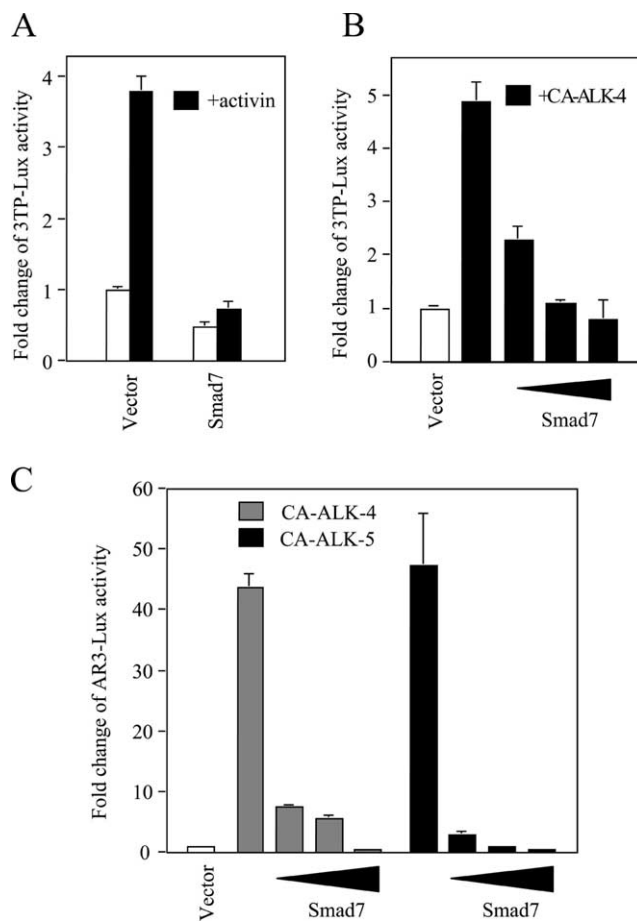 A
Fold change of 3TP-Lux activity
4
3
2
1
0
+activin
Vector
Smad7
B
Fold change of 3TP-Lux activity
5
4
3
2
1
0
+CA-ALK-4
Vector
Smad7
C
Fold change of AR3-Lux activity
60
50
40
30
20
10
0
CA-ALK-4
CA-ALK-5
Vector
Smad7
Smad7